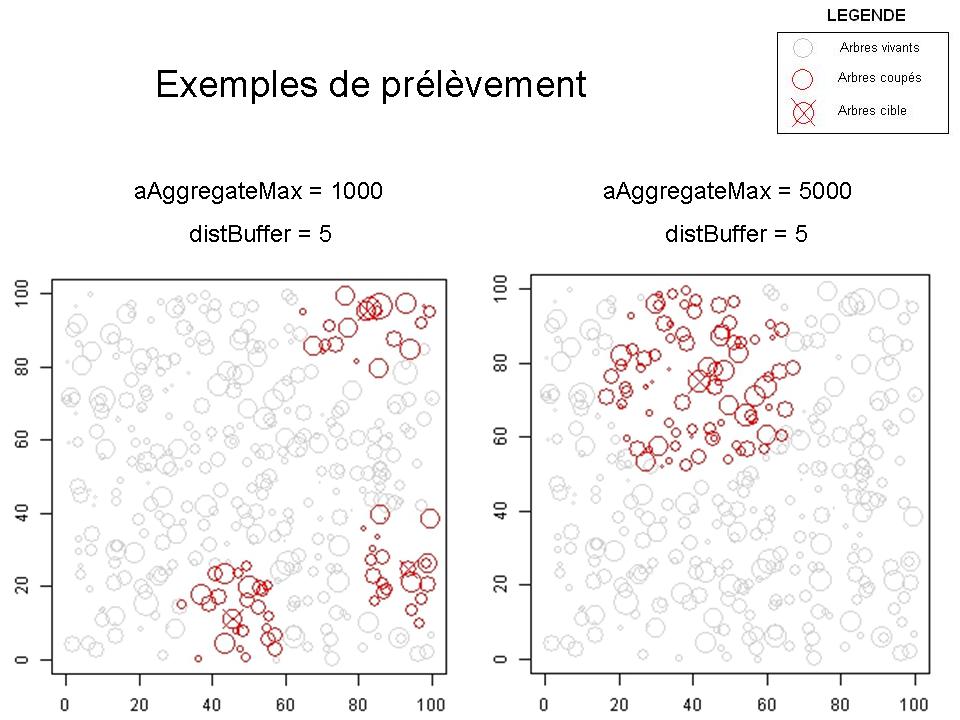 LEGENDE
Arbres vivants
Arbres coupés
Arbres cible
Exemples de prélèvement
aAggregateMax = 1000
distBuffer = 5
aAggregateMax = 5000
distBuffer = 5
100
80
60
40
20
0
0 20 40 60 80 100
100
80
60
40
20
0
0 20 40 60 80 100